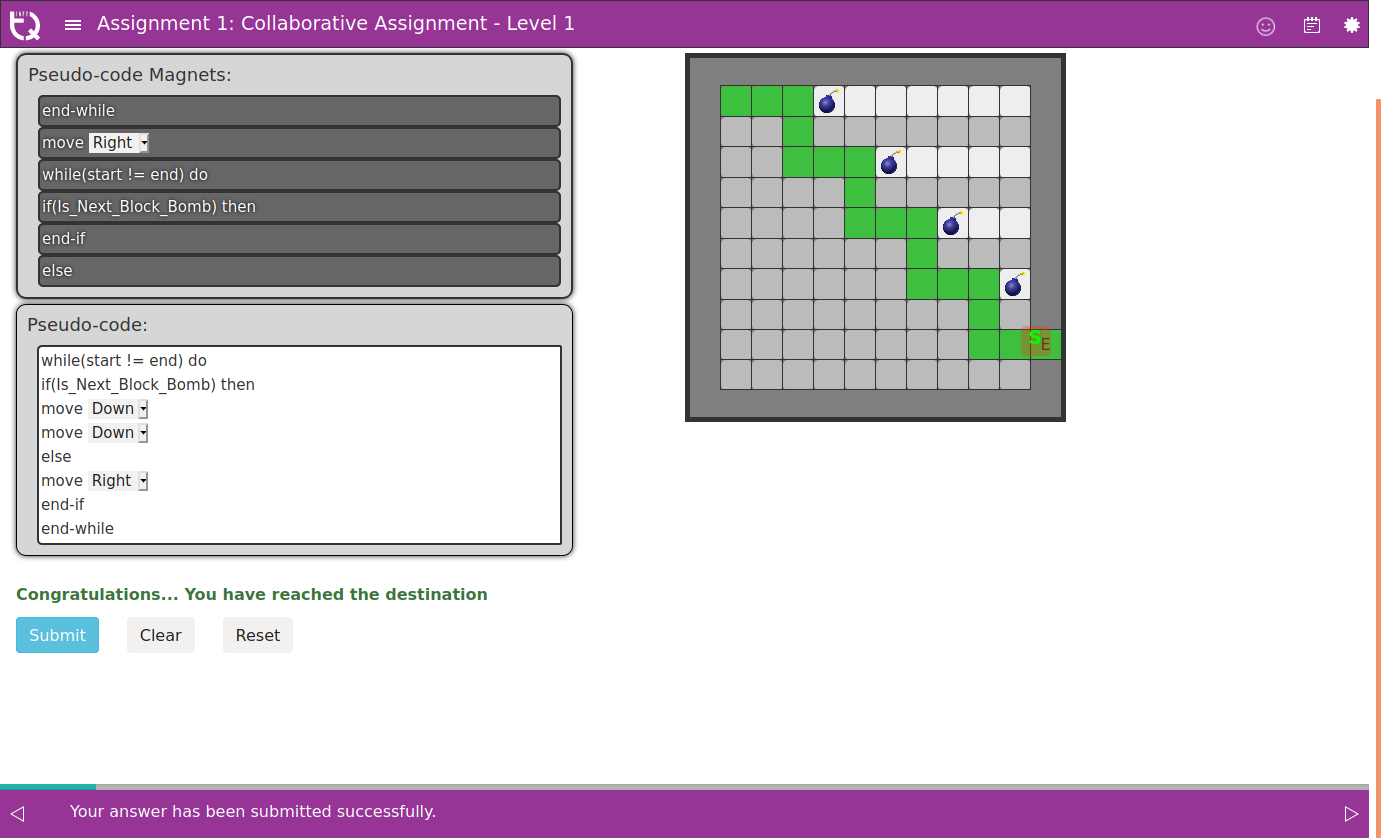 Assignment 1: Collaborative Assignment - Level 1
Pseudo-code Magnets:
end-while
move Right
while(start != end) do
if(Is_Next_Block_Bomb) then
end-if
else
Pseudo-code:
while(start != end) do
if(Is_Next_Block_Bomb) then
move Down
move Down
else
move Right
end-if
end-while
S
E
Congratulations... You have reached the destination
Submit Clear Reset
Your answer has been submitted successfully.